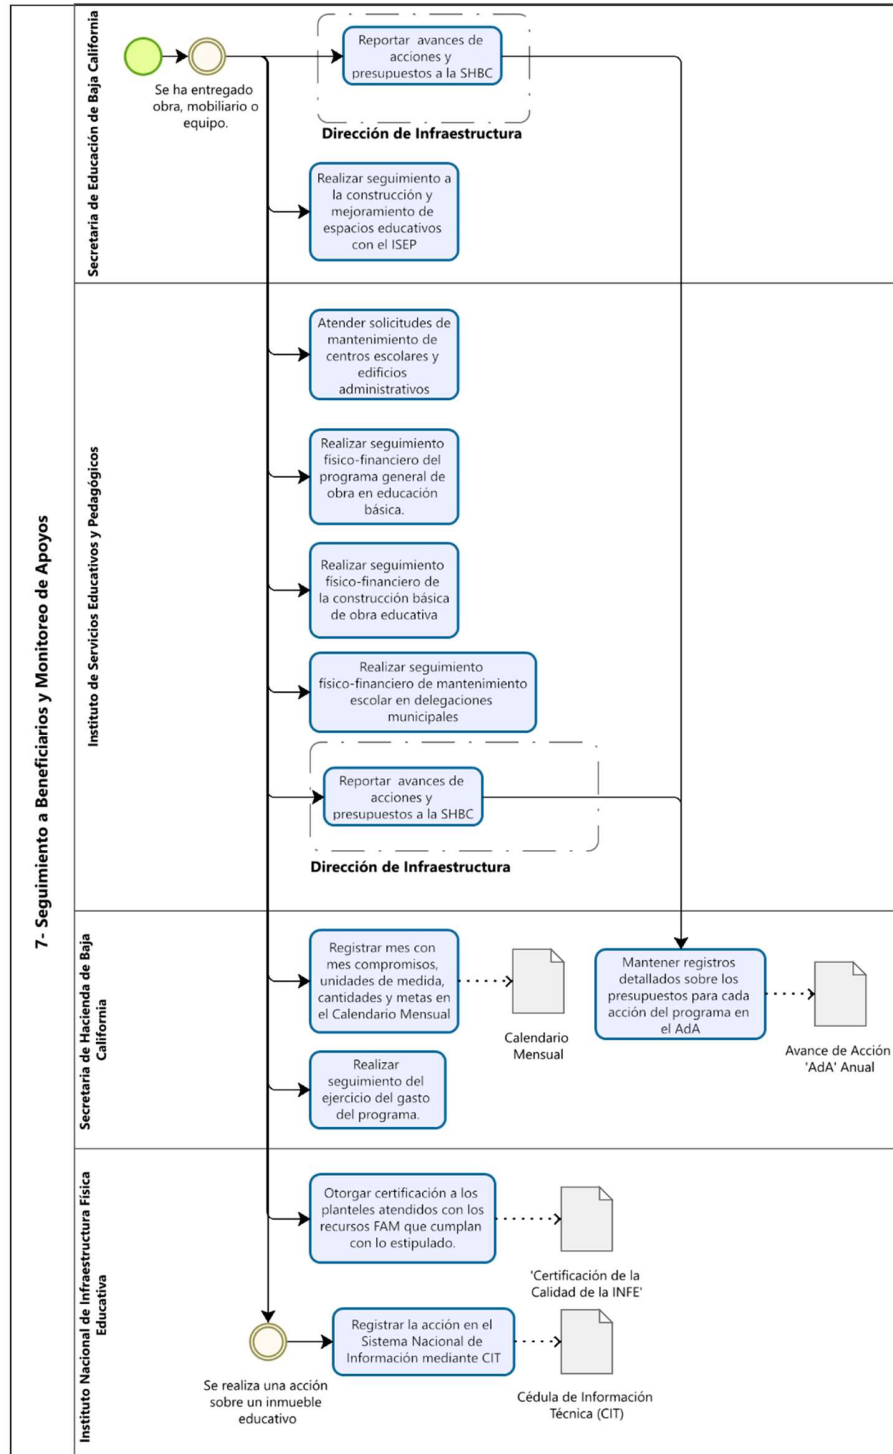 7- Seguimiento a Beneficiarios y Monitoreo de Apoyos
Secretaria de Educación de Baja California
Se ha entregado
obra, mobiliario o
equipo.
Reportar avances de
acciones y
presupuestos a la SHBC
Dirección de Infraestructura
Realizar seguimiento a
la construcción y
mejoramiento de
espacios educativos
con el ISEP
Instituto de Servicios Educativos y Pedagógicos
Atender solicitudes de
mantenimiento de
centros escolares y
edificios
administrativos
Realizar seguimiento
físico-financiero del
programa general de
obra en educación
básica.
Realizar seguimiento
físico-financiero de
la construcción básica
de obra educativa
Realizar seguimiento
físico-financiero de mantenimiento
escolar en delegaciones
municipales
Reportar avances de
acciones y
presupuestos a la SHBC
Dirección de Infraestructura
Secretaria de Hacienda de Baja
California
Registrar mes con
mes compromisos,
unidades de medida,
cantidades y metas en
el Calendario Mensual
Calendario
Mensual
Mantener registros
detallados sobre los
presupuestos para cada
acción del programa en
el AdA
Avance de Acción
'AdA' Anual
Realizar
seguimiento del
ejercicio del gasto
del programa.
Instituto Nacional de Infraestructura Física
Educativa
Otorgar certificación a los
planteles atendidos con los
recursos FAM que cumplan
con lo estipulado.
'Certificación de la
Calidad de la INFE'
Se realiza una acción
sobre un inmueble
educativo
Registrar la acción en el
Sistema Nacional de
Información mediante CIT
Cédula de Información
Técnica (CIT)